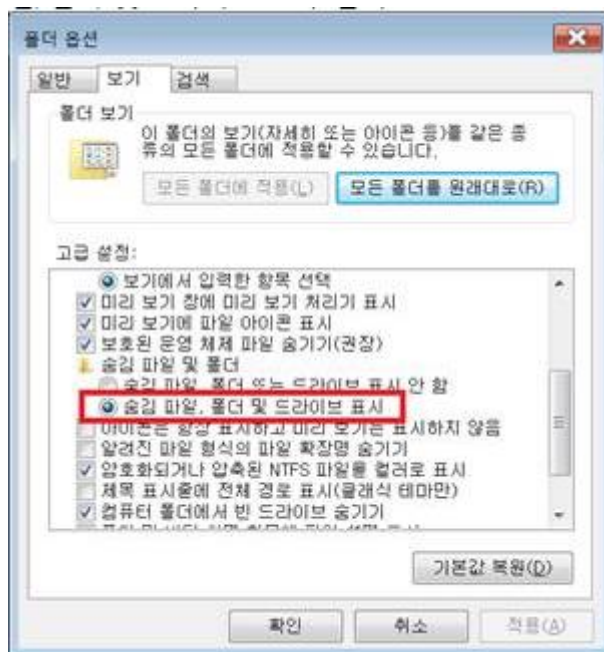 폴더 옵션
일반 보기 검색
폴더 보기
이 폴더의 보기(자세히 또는 아이콘 등)를 같은 종
류의 모든 폴더에 적용할 수 있습니다.
모든 폴더에 적용(L) 모든 폴더를 원래대로(R)
고급 설정:
보기에서 입력한 항목 선택
미리 보기 창에 미리 보기 처리기 표시
미리 보기에 파일 아이콘 표시
보호된 운영 체제 파일 숨기기(권장)
숨김 파일 및 폴더
숨김 파일, 폴더 또는 드라이브 표시 안 함
숨김 파일, 폴더 및 드라이브 표시
아이콘은 항상 표시하고 미리 보기는 표시하지 않음
알려진 파일 형식의 파일 확장명 숨기기
암호화되거나 압축된 NTFS 파일을 컬러로 표시
제목 표시줄에 전체 경로 표시(클래식 테마만)
컴퓨터 폴더에서 빈 드라이브 숨기기
기본값 복원(D)
확인 취소 적용(A)